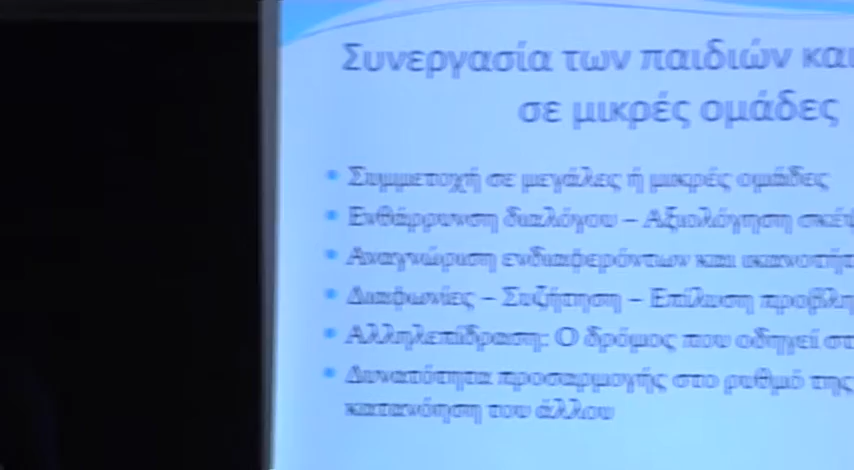 Συνεργασία των παιδιών και
σε μικρές ομάδες
• Συμμετοχή σε μεγάλες ή μικρές ομάδες
• Ενθάρρυνση διαλόγου – Αξιολόγηση
• Αναγνώριση ενδιαφερόντων και
• Διαφωνίες – Συζήτηση – Επίλυση
• Αλληλεπίδραση: Ο δρόμος που οδηγεί
• Δυνατότητα προσαρμογής στο ρυθμό της
κατανόηση του άλλου